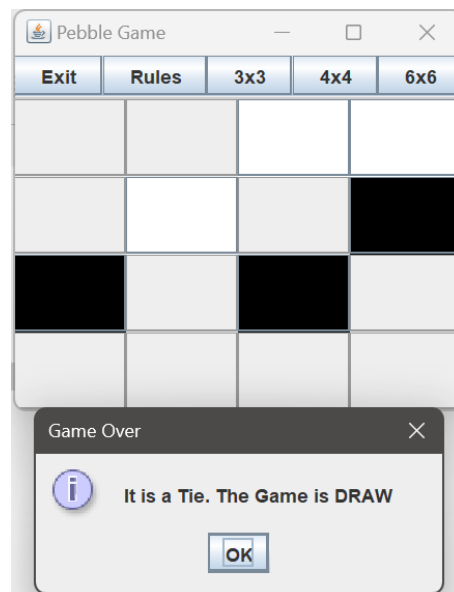 Pebble Game
Exit Rules 3x3 4x4 6x6
Game Over
It is a Tie. The Game is DRAW
OK